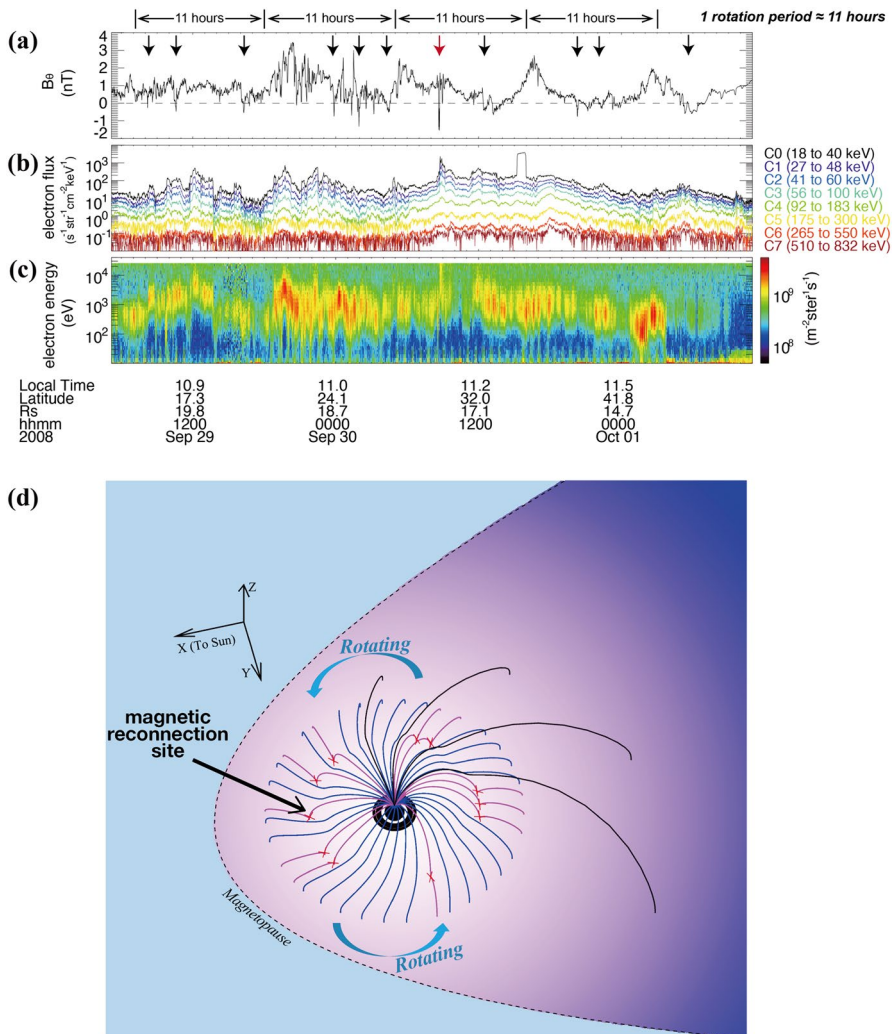 11 hours 11 hours 11 hours 11 hours 1 rotation period ≈ 11 hours
(a)
Bθ
(nT)
4
3
2
1
0
-1
-2
(b)
electron flux
(s⁻¹str⁻¹cm⁻²keV⁻¹)
10³
10²
10¹
10⁰
10⁻¹
C0 (18 to 40 keV)
C1 (27 to 48 keV)
C2 (41 to 60 keV)
C3 (56 to 100 keV)
C4 (92 to 183 keV)
C5 (175 to 300 keV)
C6 (265 to 550 keV)
C7 (510 to 832 keV)
(c)
electron energy
(eV)
10⁴
10³
10²
10⁹
10⁸
(m⁻²ster⁻¹s⁻¹)
Local Time 10.9 11.0 11.2 11.5
Latitude 17.3 24.1 32.0 41.8
Rs 19.8 18.7 17.1 14.7
hhmm 1200 0000 1200 0000
2008 Sep 29 Sep 30 Oct 01
(d)
Z
X (To Sun)
Y
Rotating
magnetic
reconnection
site
Magnetopause
Rotating